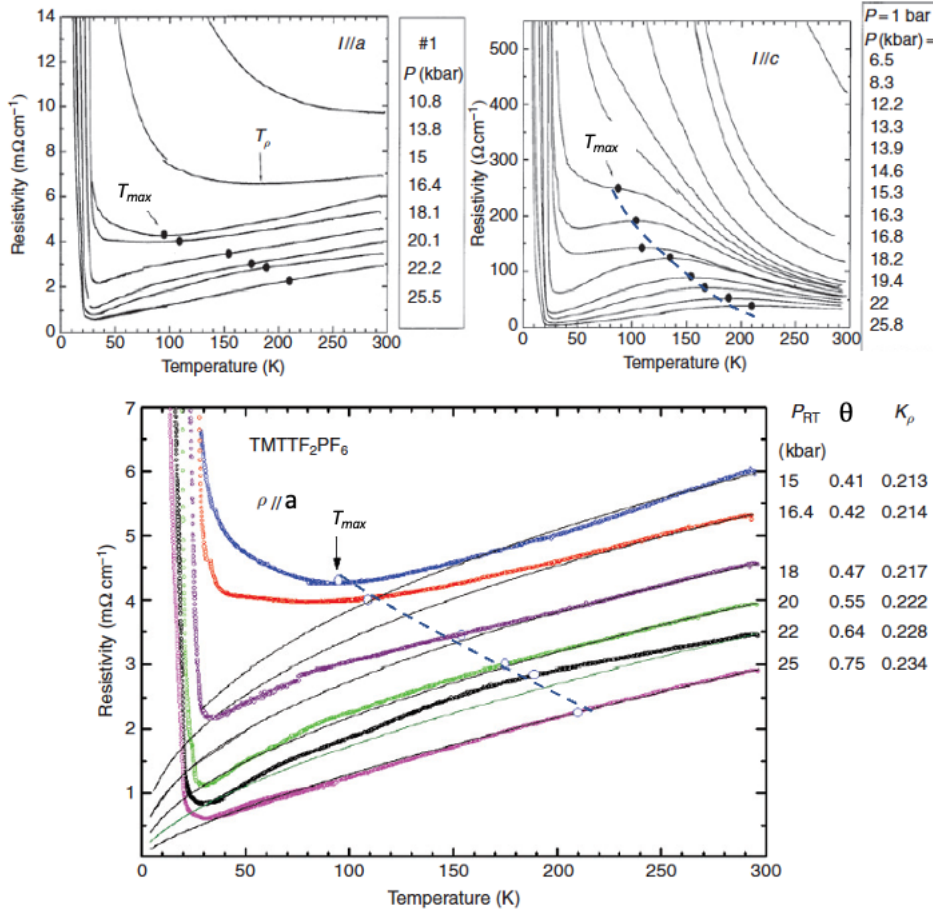 14
12
10
8
6
4
2
0
0 50 100 150 200 250 300
Resistivity (mΩ cm⁻¹)
Temperature (K)
I//a
Tρ
Tmax
#1
P (kbar)
10.8
13.8
15
16.4
18.1
20.1
22.2
25.5
500
400
300
200
100
0
0 50 100 150 200 250 300
Resistivity (Ω cm⁻¹)
Temperature (K)
I//c
Tmax
P = 1 bar
P (kbar) =
6.5
8.3
12.2
13.3
13.9
14.6
15.3
16.3
16.8
18.2
19.4
22
25.8
7
6
5
4
3
2
1
0 50 100 150 200 250 300
Resistivity (mΩ cm⁻¹)
Temperature (K)
TMTTF₂PF₆
ρ // a
Tmax
PRT θ Kρ
(kbar)
15 0.41 0.213
16.4 0.42 0.214
18 0.47 0.217
20 0.55 0.222
22 0.64 0.228
25 0.75 0.234